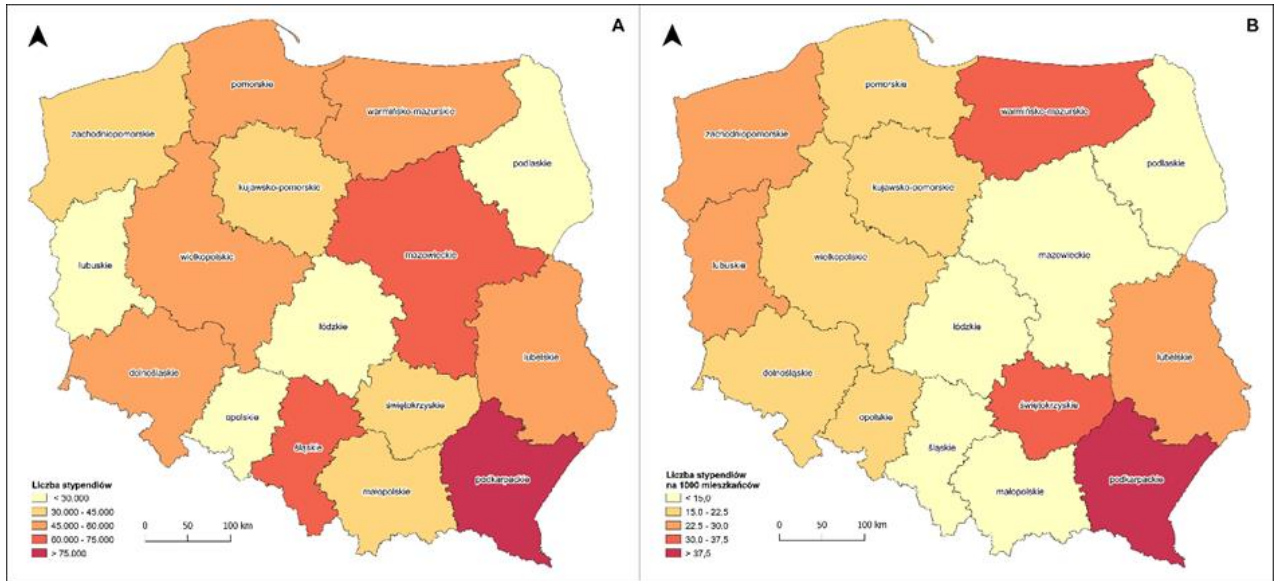 A
pomorskie
warmińsko-mazurskie
zachodniopomorskie
podlaskie
kujawsko-pomorskie
mazowieckie
wielkopolskie
lubuskie
łódzkie
lubelskie
dolnośląskie
świętokrzyskie
opolskie
śląskie
podkarpackie
małopolskie
Liczba stypendiów
< 30.000
30.000 - 45.000
45.000 - 60.000
60.000 - 75.000
> 75.000
0 50 100 km
B
pomorskie
warmińsko-mazurskie
zachodniopomorskie
podlaskie
kujawsko-pomorskie
mazowieckie
wielkopolskie
lubuskie
łódzkie
lubelskie
dolnośląskie
świętokrzyskie
opolskie
śląskie
podkarpackie
małopolskie
Liczba stypendiów
na 1000 mieszkańców
< 15,0
15.0 - 22.5
22.5 - 30.0
30.0 - 37,5
> 37,5
0 50 100 km